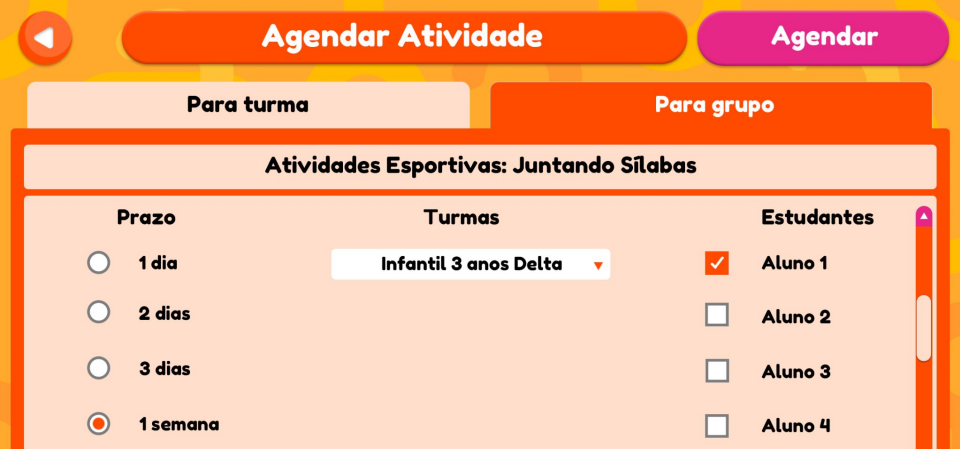 Agendar Atividade
Agendar
Para turma
Para grupo
Atividades Esportivas: Juntando Sílabas
Prazo
Turmas
Estudantes
1 dia
Infantil 3 anos Delta
Aluno 1
2 dias
Aluno 2
3 dias
Aluno 3
1 semana
Aluno 4